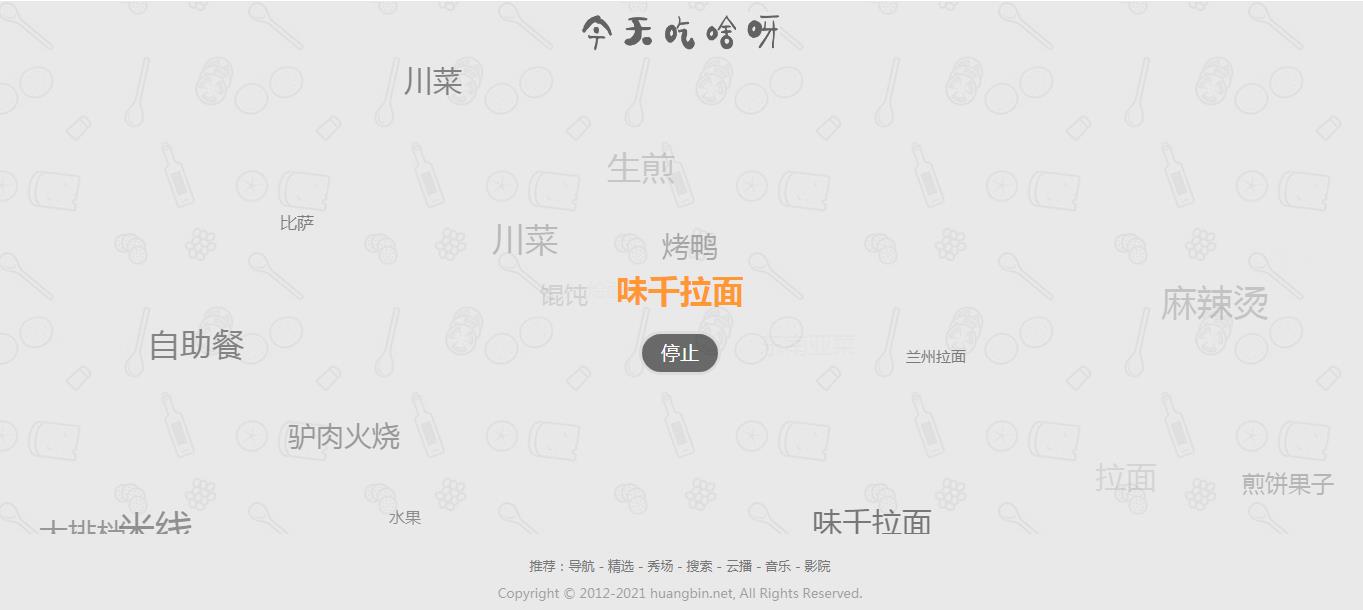 今天吃啥呀
川菜
生煎
比萨
川菜
烤鸭
馄饨
味千拉面
麻辣烫
自助餐
停止
兰州拉面
驴肉火烧
拉面
煎饼果子
大排档
米线
水果
味千拉面
推荐：导航 - 精选 - 秀场 - 搜索 - 云播 - 音乐 - 影院
Copyright © 2012-2021 huangbin.net, All Rights Reserved.